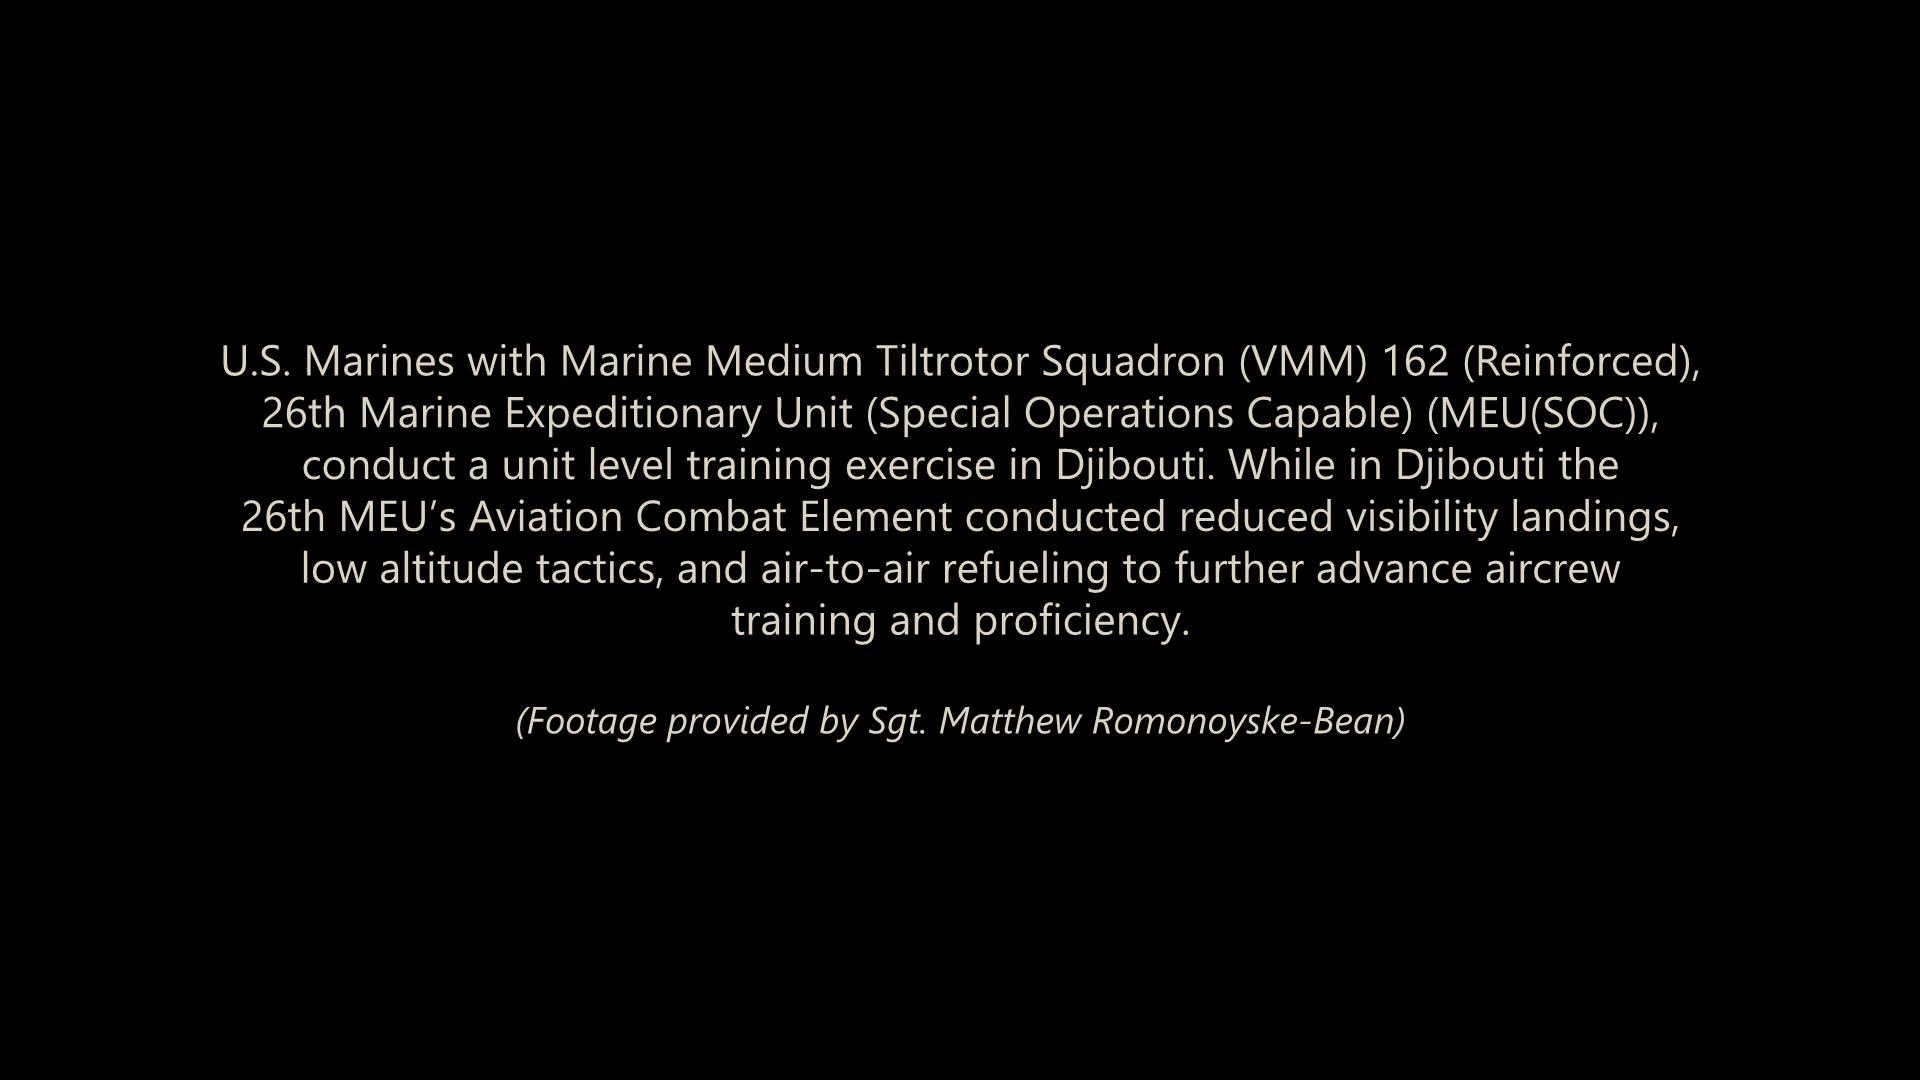 U.S. Marines with Marine Medium Tiltrotor Squadron (VMM) 162 (Reinforced),
26th Marine Expeditionary Unit (Special Operations Capable) (MEU(SOC)),
conduct a unit level training exercise in Djibouti. While in Djibouti the
26th MEU’s Aviation Combat Element conducted reduced visibility landings,
low altitude tactics, and air-to-air refueling to further advance aircrew
training and proficiency.
(Footage provided by Sgt. Matthew Romonoyske-Bean)